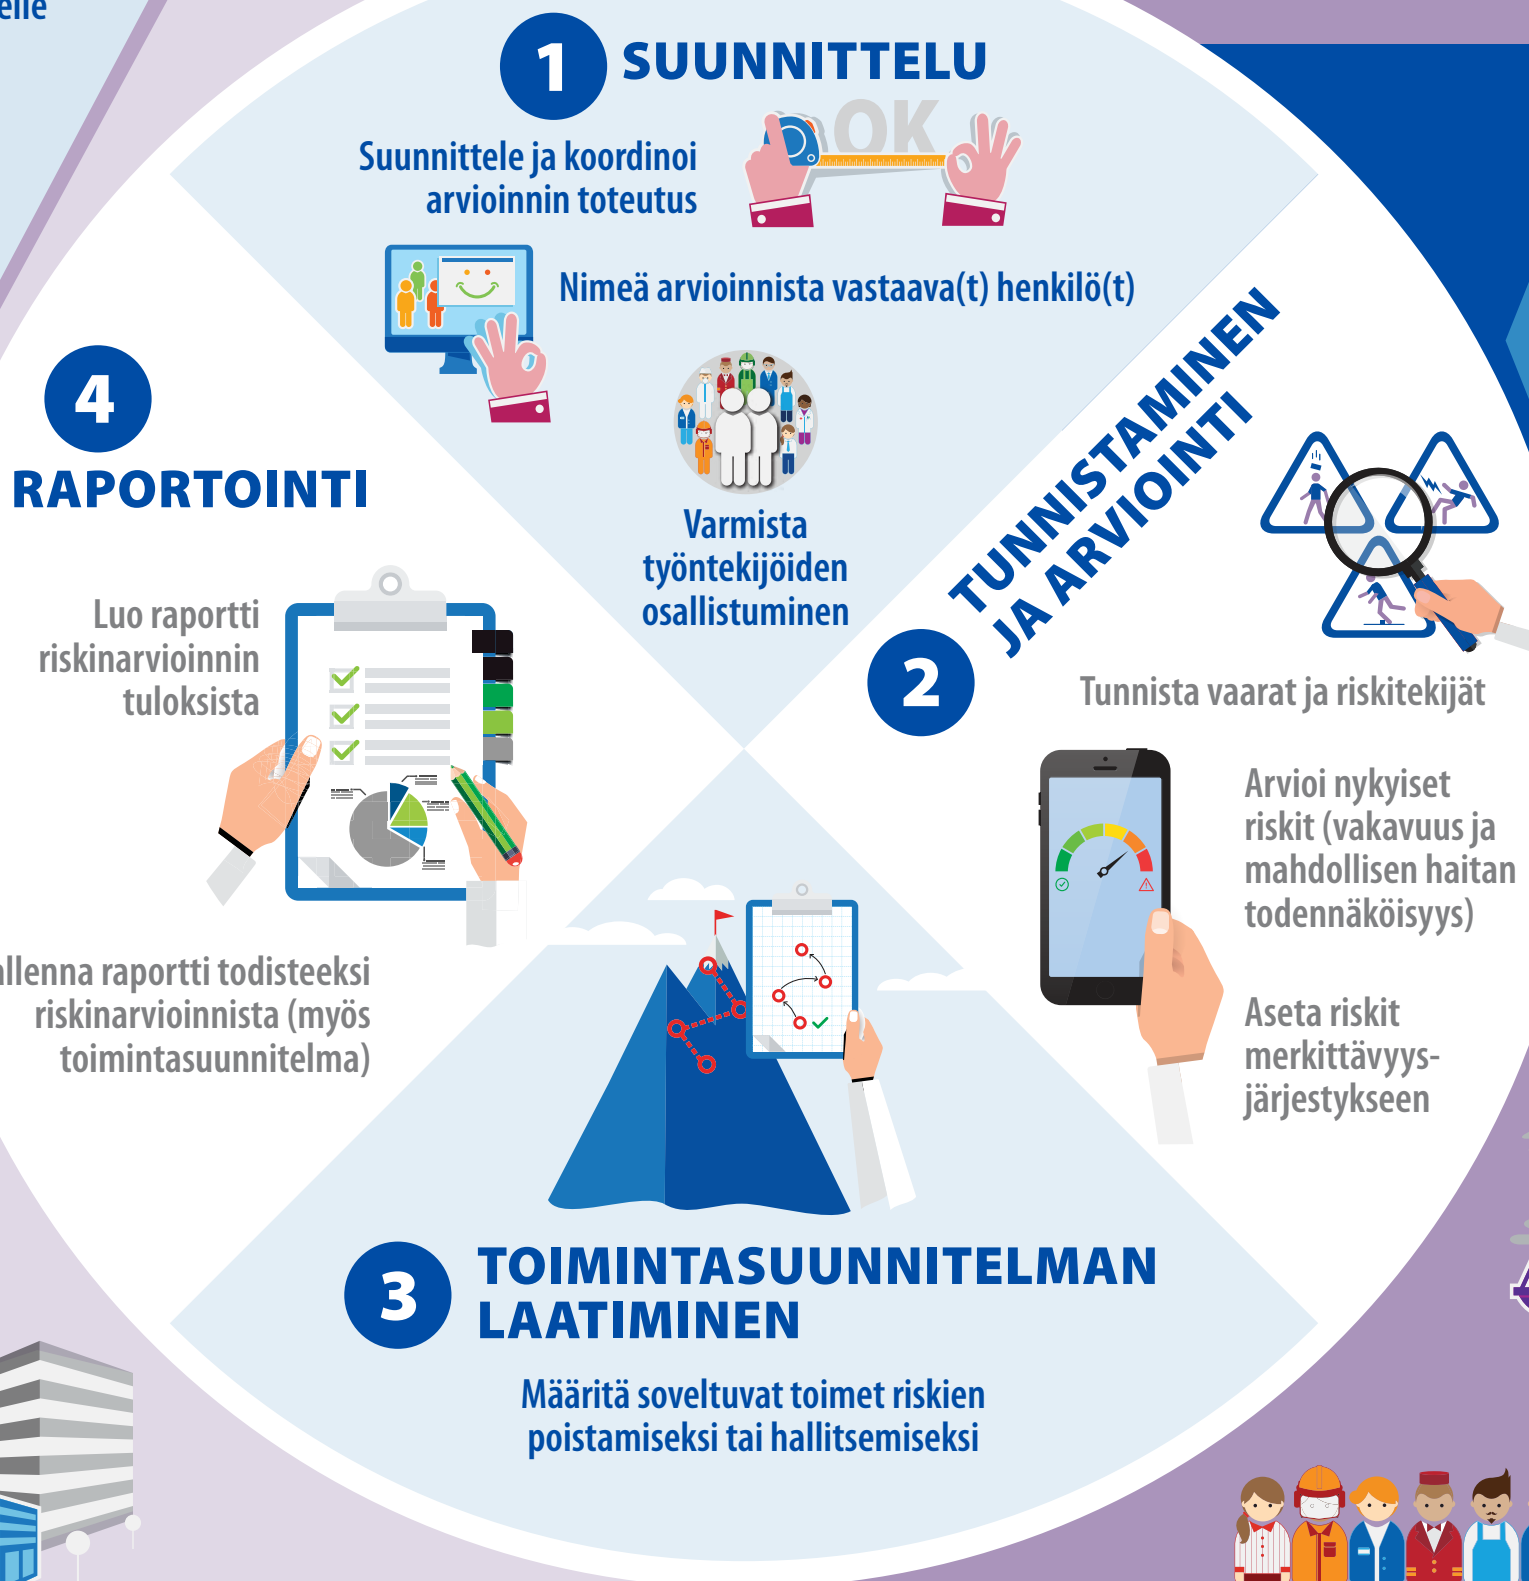 1
SUUNNITTELU
OK
Suunnittele ja koordinoi
arvioinnin toteutus
Nimeä arvioinnista vastaava(t) henkilö(t)
Varmista
työntekijöiden
osallistuminen
2
TUNNISTAMINEN
JA ARVIOINTI
Tunnista vaarat ja riskitekijät
Arvioi nykyiset
riskit (vakavuus ja
mahdollisen haitan
todennäköisyys)
Aseta riskit
merkittävyys-
järjestykseen
3
TOIMINTASUUNNITELMAN
LAATIMINEN
Määritä soveltuvat toimet riskien
poistamiseksi tai hallitsemiseksi
4
RAPORTOINTI
Luo raportti
riskinarvioinnin
tuloksista
raportti todisteeksi
riskinarvioinnista (myös
toimintasuunnitelma)